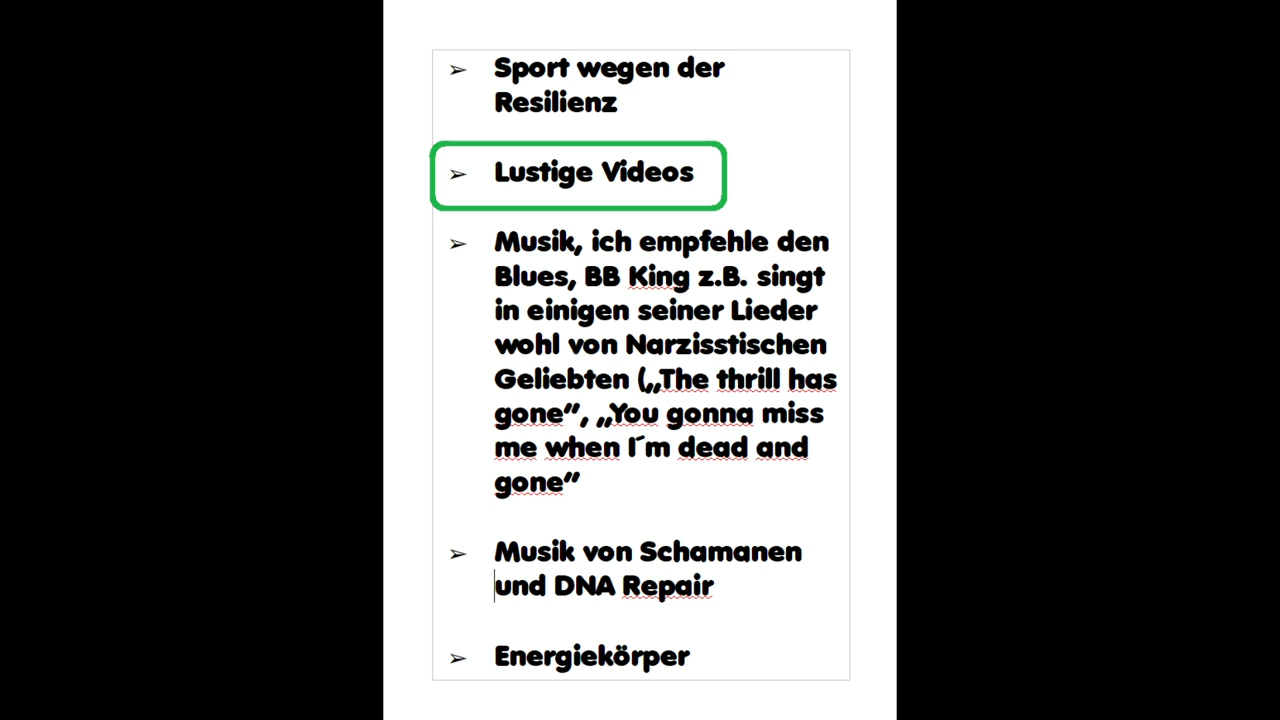 ➢ Sport wegen der
Resilienz
➢ Lustige Videos
➢ Musik, ich empfehle den
Blues, BB King z.B. singt
in einigen seiner Lieder
wohl von Narzisstischen
Geliebten („The thrill has
gone”, „You gonna miss
me when I´m dead and
gone”
➢ Musik von Schamanen
und DNA Repair
➢ Energiekörper